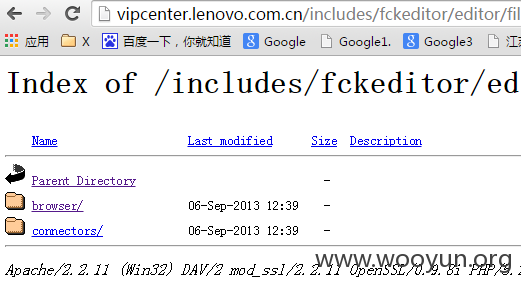 vipcenter.lenovo.com.cn/includes/fckeditor/editor/fil
应用 X 百度一下，你就知道 Google Google1. Google3 江苏
Index of /includes/fckeditor/ed
Name Last modified Size Description
Parent Directory -
browser/ 06-Sep-2013 12:39 -
connectors/ 06-Sep-2013 12:39 -
www.wooyun.org
Apache/2.2.11 (Win32) DAV/2 mod_ssl/2.2.11 OpenSSL/0.9.8i PHP/5.2